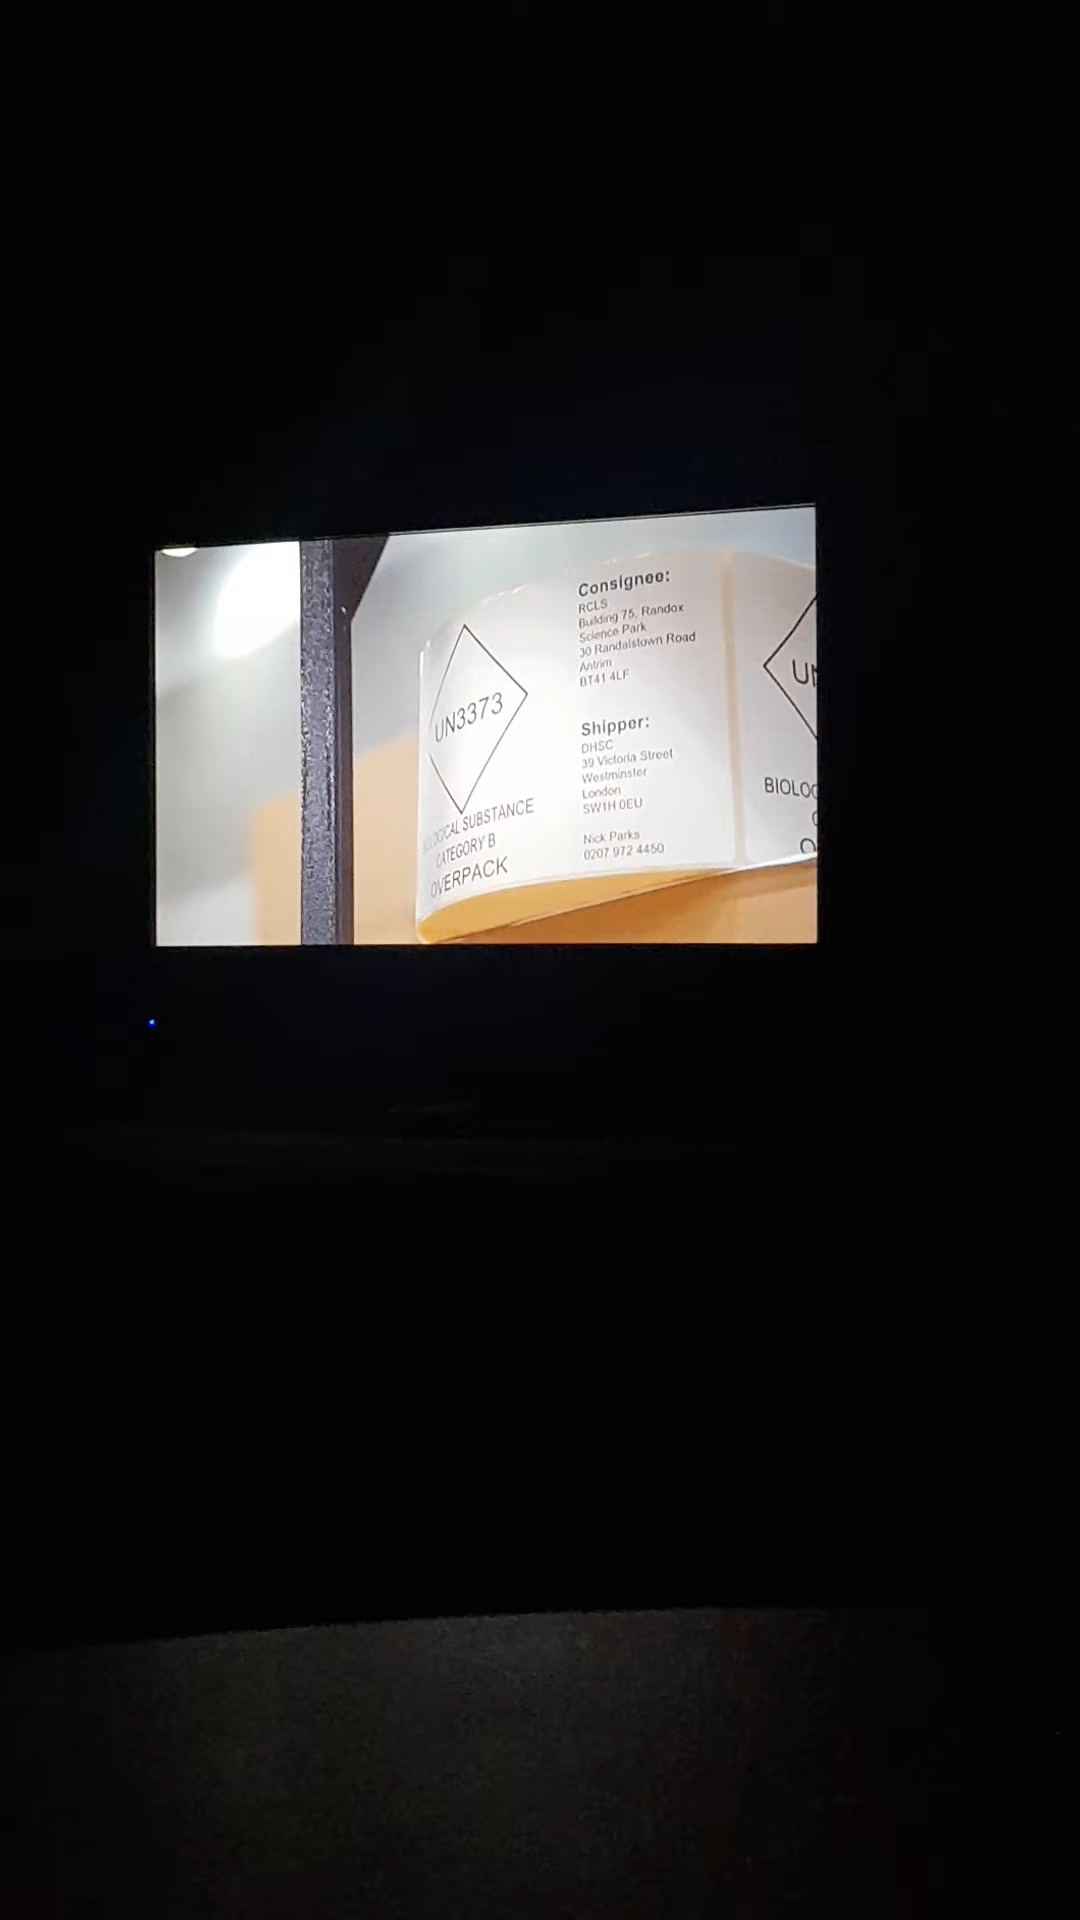 UN3373
BIOLOGICAL SUBSTANCE
CATEGORY B
OVERPACK
Consignee:
RCLS
Building 75, Randox
Science Park
30 Randalstown Road
Antrim
BT41 4LF
Shipper:
DHSC
39 Victoria Street
Westminster
London
SW1H 0EU
Nick Parks
0207 972 4450
UN
BIOLOG